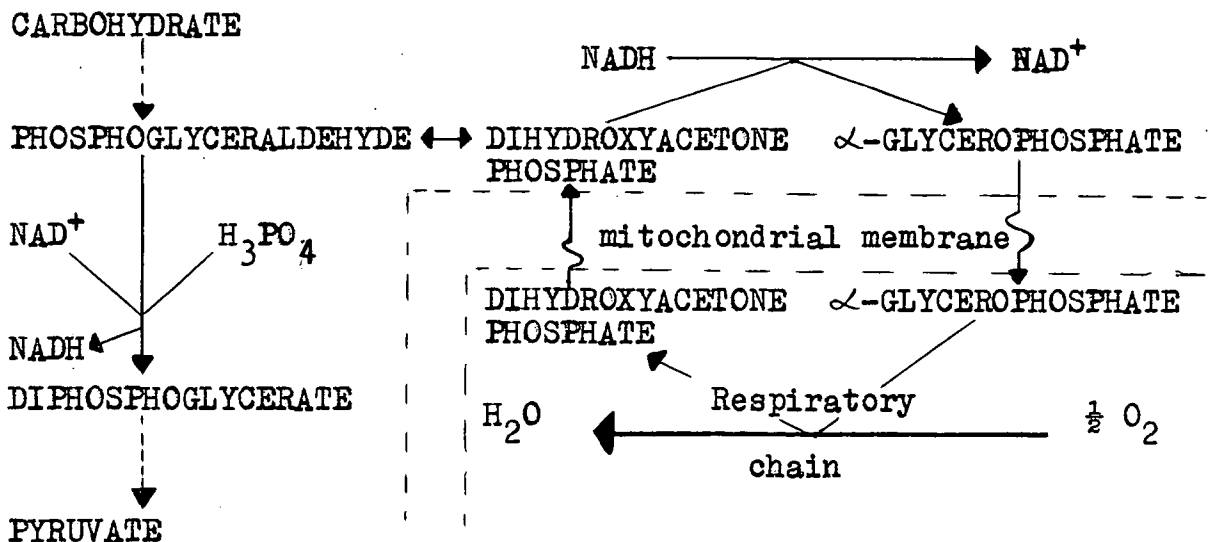 CARBOHYDRATE
NADH
NAD⁺
PHOSPHOGLYCERALDEHYDE
DIHYDROXYACETONE
PHOSPHATE
α-GLYCEROPHOSPHATE
NAD⁺
H₃PO₄
mitochondrial membrane
DIHYDROXYACETONE
PHOSPHATE
α-GLYCEROPHOSPHATE
NADH
DIPHOSPHOGLYCERATE
Respiratory
H₂O
½ O₂
chain
PYRUVATE